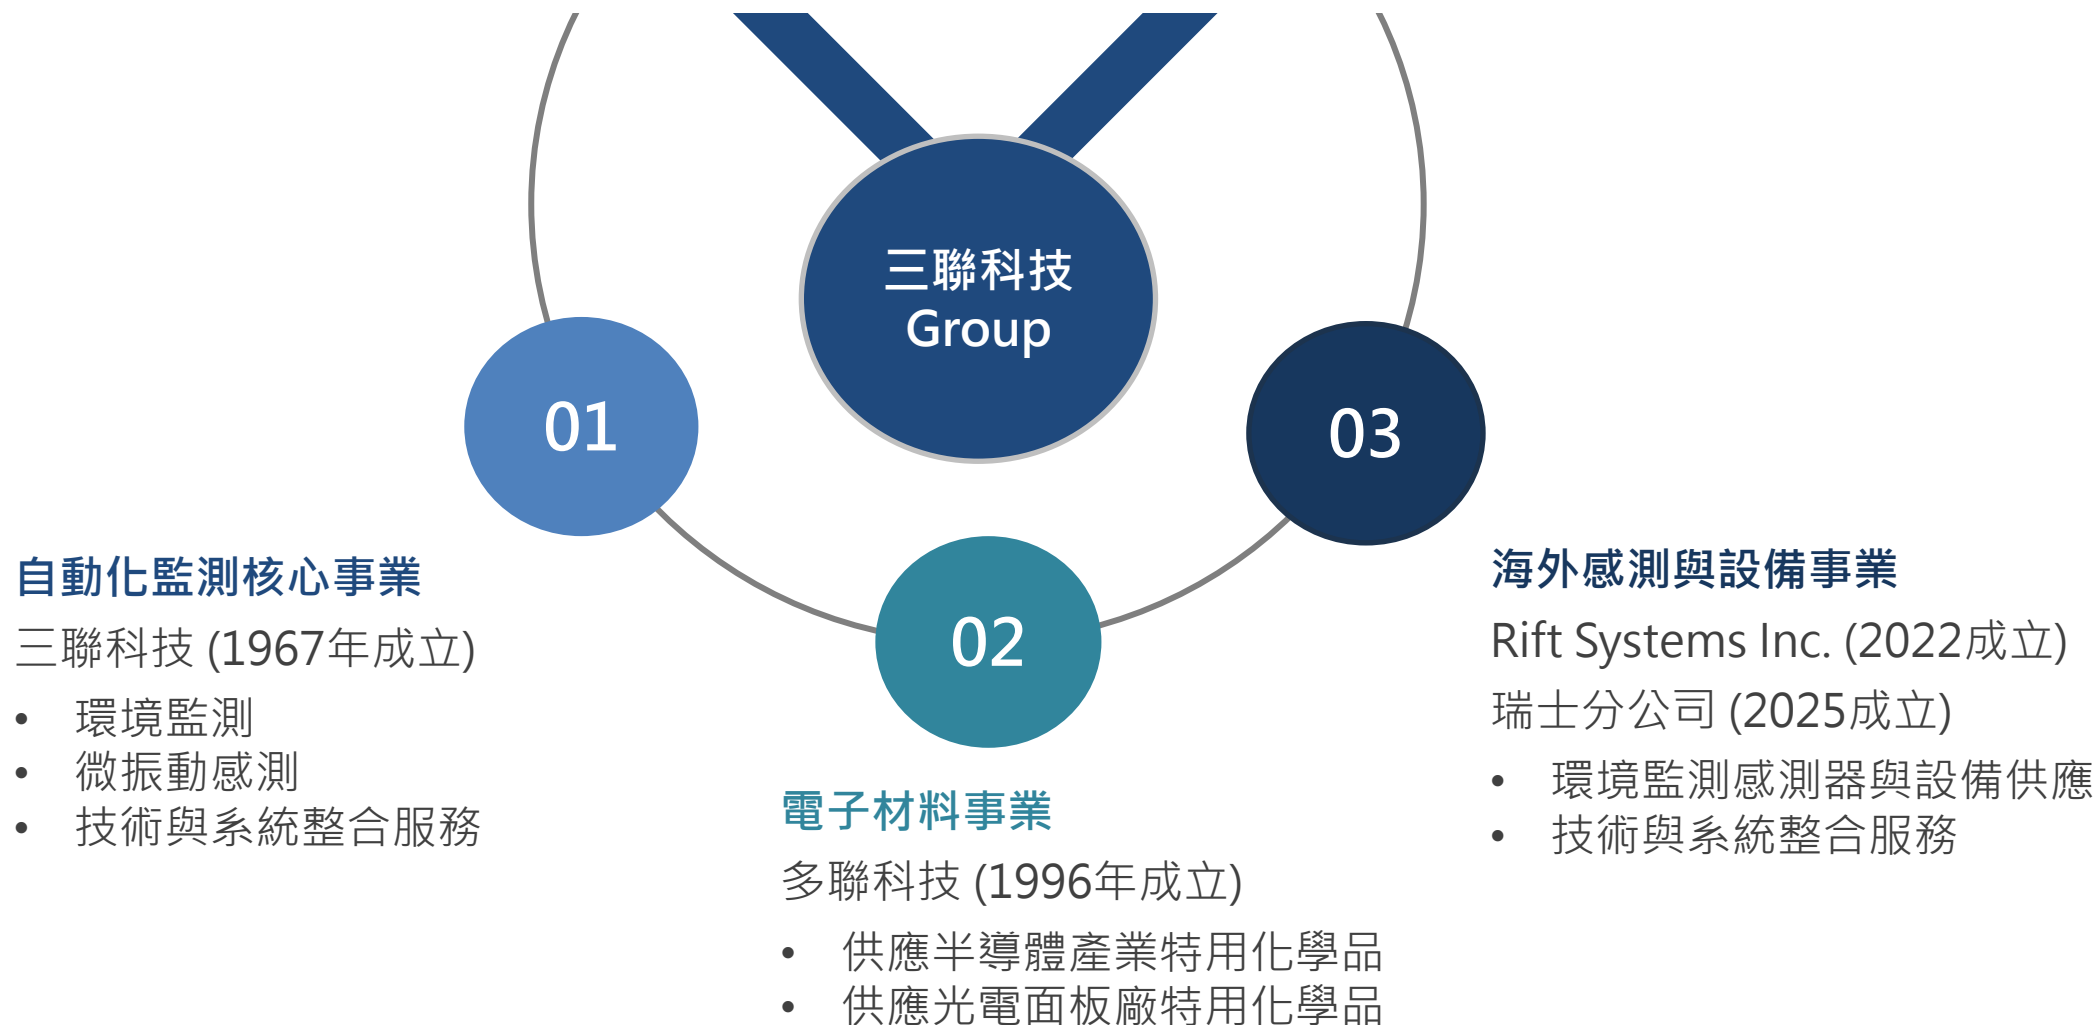 三聯科技
Group
01
自動化監測核心事業
三聯科技 (1967年成立)
• 環境監測
• 微振動感測
• 技術與系統整合服務
02
電子材料事業
多聯科技 (1996年成立)
• 供應半導體產業特用化學品
• 供應光電面板廠特用化學品
03
海外感測與設備事業
Rift Systems Inc. (2022成立)
瑞士分公司 (2025成立)
• 環境監測感測器與設備供應
• 技術與系統整合服務